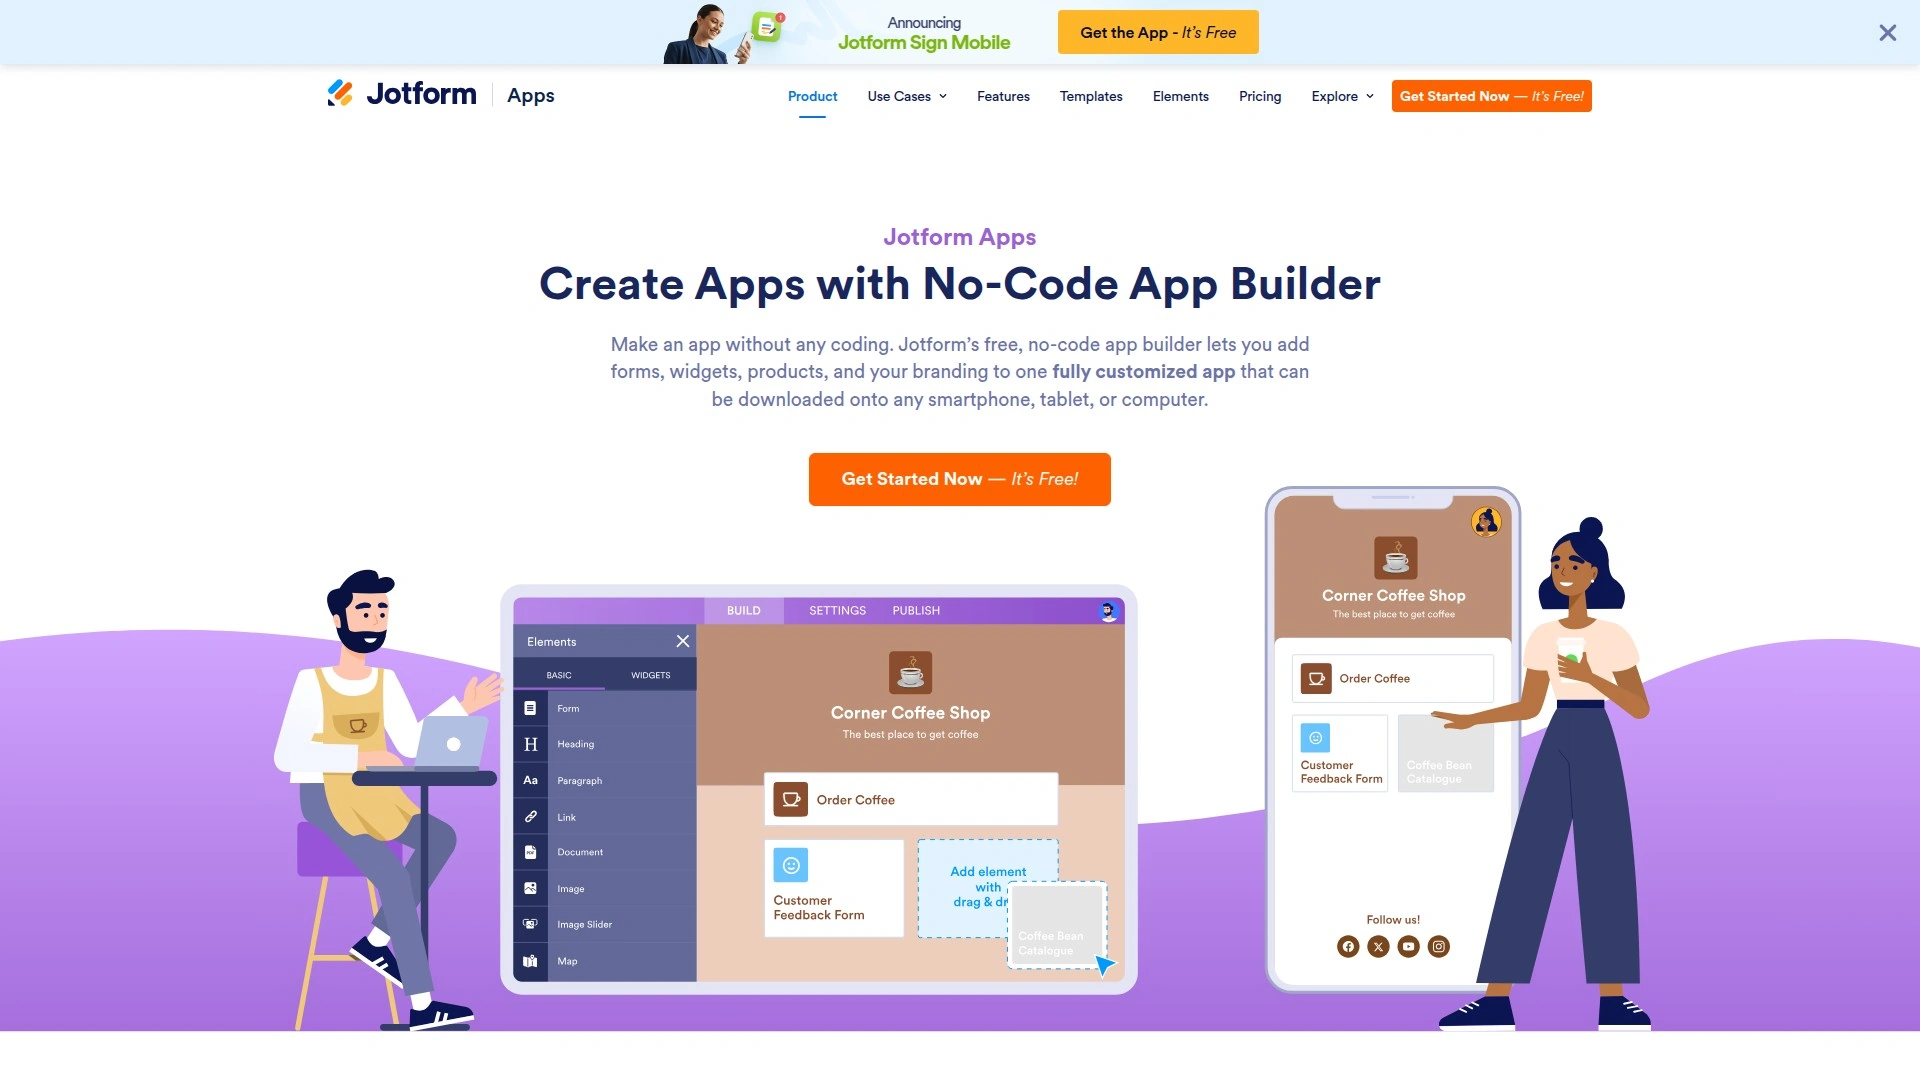 Announcing
Jotform Sign Mobile
Get the App - It's Free
Jotform Apps
Product Use Cases Features Templates Elements Pricing Explore Get Started Now — It's Free!
Jotform Apps
Create Apps with No-Code App Builder
Make an app without any coding. Jotform's free, no-code app builder lets you add
forms, widgets, products, and your branding to one fully customized app that can
be downloaded onto any smartphone, tablet, or computer.
Get Started Now — It's Free!
BUILD SETTINGS PUBLISH
Elements
BASIC WIDGETS
Form
H Heading
Aa Paragraph
Link
Document
Image
Image Slider
Map
Corner Coffee Shop
The best place to get coffee
Order Coffee
Customer
Feedback Form
Add element
with
drag & dr
Coffee Bean
Catalogue
Corner Coffee Shop
The best place to get coffee
Order Coffee
Customer
Feedback Form
Coffee Bean
Catalogue
Follow us!